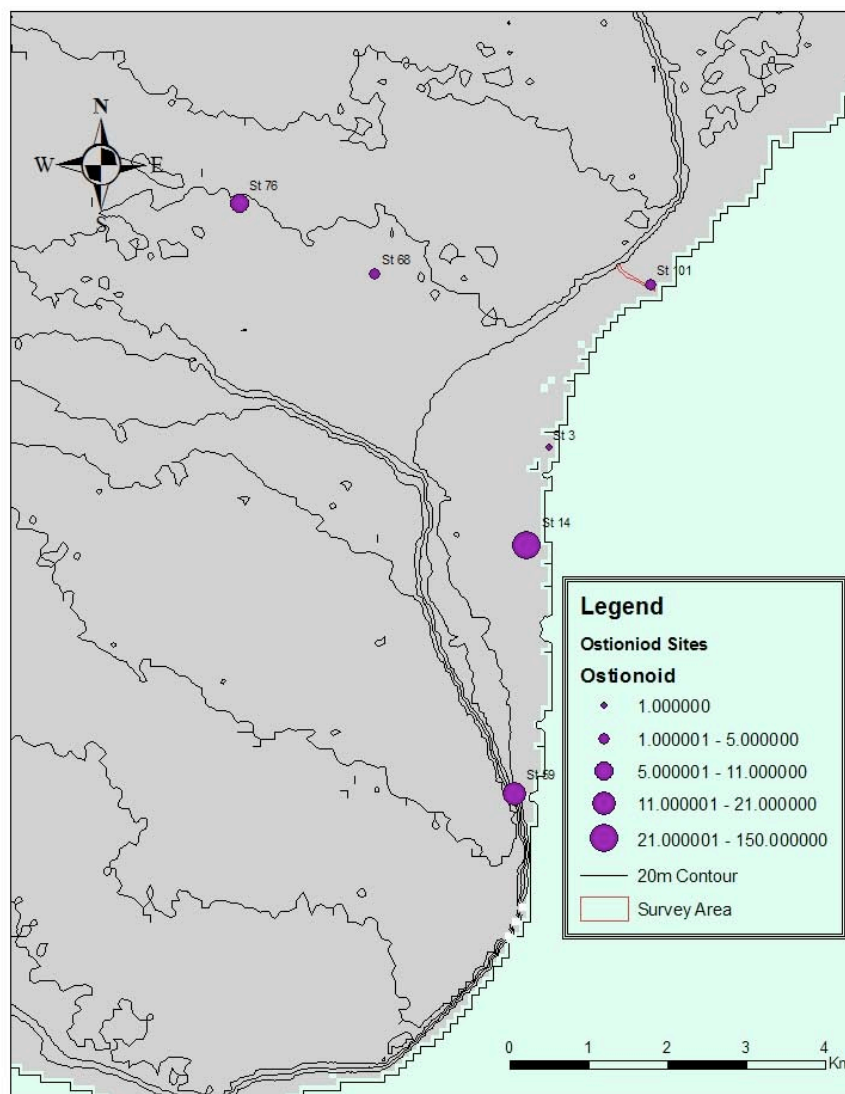 N
W E
S
St 76
St 68
St 101
St 3
St 14
St 59
Legend
Ostioniod Sites
Ostionoid
1.000000
1.000001 - 5.000000
5.000001 - 11.000000
11.000001 - 21.000000
21.000001 - 150.000000
20m Contour
Survey Area
0 1 2 3 4
Km